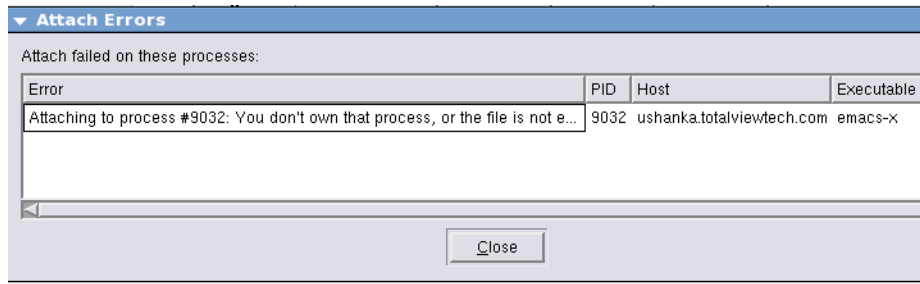 Attach Errors
Attach failed on these processes:
Error PID Host Executable
Attaching to process #9032: You don't own that process, or the file is not e... 9032 ushanka.totalviewtech.com emacs-x
Close